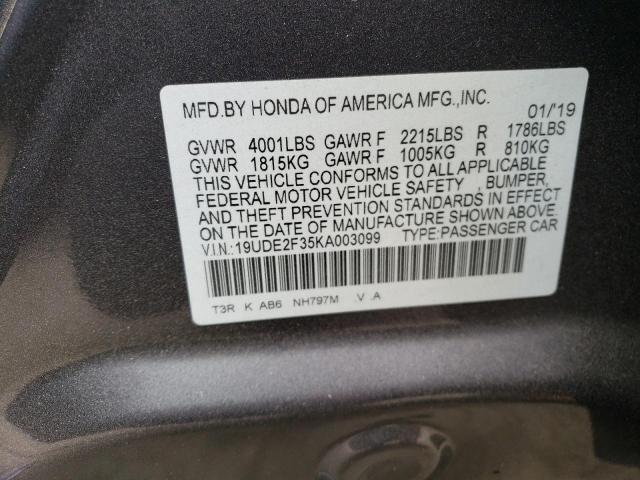 MFD.BY HONDA OF AMERICA MFG.,INC. 01/'19
GVWR 4001LBS GAWR F 2215LBS R 1786LBS
GVWR 1815KG GAWR F 1005KG R 810KG
THIS VEHICLE CONFORMS TO ALL APPLICABLE
FEDERAL MOTOR VEHICLE SAFETY , BUMPER,
AND THEFT PREVENTION STANDARDS IN EFFECT
ON THE DATE OF MANUFACTURE SHOWN ABOVE.
V.I.N.:19UDE2F35KA003099 TYPE:PASSENGER CAR
T3R K AB6 NH797M .V .A